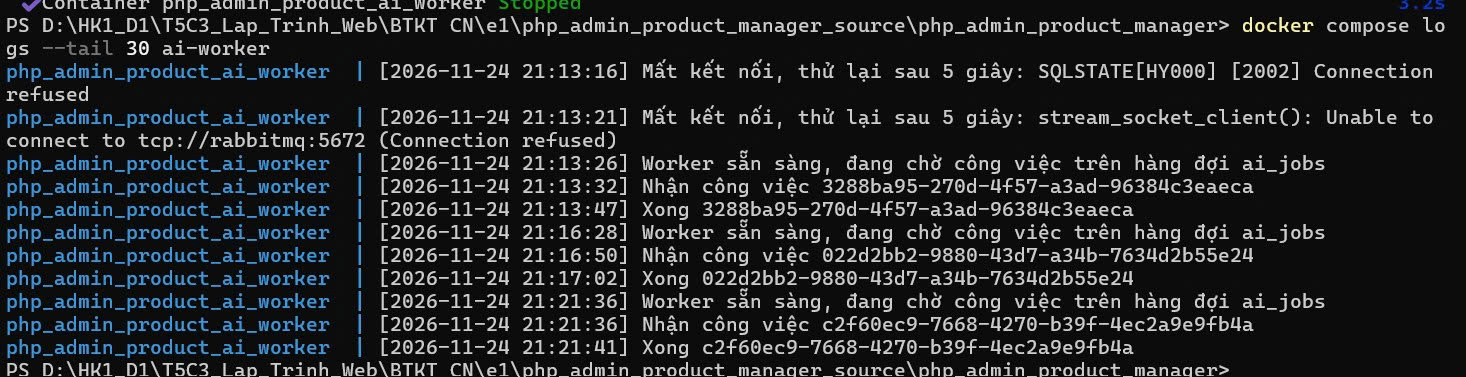 ✔Container php_admin_product_ai_worker Stopped 3.2s
PS D:\HK1_D1\T5C3_Lap_Trinh_Web\BTKT CN\e1\php_admin_product_manager_source\php_admin_product_manager> docker compose lo
gs --tail 30 ai-worker
php_admin_product_ai_worker | [2026-11-24 21:13:16] Mất kết nối, thử lại sau 5 giây: SQLSTATE[HY000] [2002] Connection
refused
php_admin_product_ai_worker | [2026-11-24 21:13:21] Mất kết nối, thử lại sau 5 giây: stream_socket_client(): Unable to
connect to tcp://rabbitmq:5672 (Connection refused)
php_admin_product_ai_worker | [2026-11-24 21:13:26] Worker sẵn sàng, đang chờ công việc trên hàng đợi ai_jobs
php_admin_product_ai_worker | [2026-11-24 21:13:32] Nhận công việc 3288ba95-270d-4f57-a3ad-96384c3eaeca
php_admin_product_ai_worker | [2026-11-24 21:13:47] Xong 3288ba95-270d-4f57-a3ad-96384c3eaeca
php_admin_product_ai_worker | [2026-11-24 21:16:28] Worker sẵn sàng, đang chờ công việc trên hàng đợi ai_jobs
php_admin_product_ai_worker | [2026-11-24 21:16:50] Nhận công việc 022d2bb2-9880-43d7-a34b-7634d2b55e24
php_admin_product_ai_worker | [2026-11-24 21:17:02] Xong 022d2bb2-9880-43d7-a34b-7634d2b55e24
php_admin_product_ai_worker | [2026-11-24 21:21:36] Worker sẵn sàng, đang chờ công việc trên hàng đợi ai_jobs
php_admin_product_ai_worker | [2026-11-24 21:21:36] Nhận công việc c2f60ec9-7668-4270-b39f-4ec2a9e9fb4a
php_admin_product_ai_worker | [2026-11-24 21:21:41] Xong c2f60ec9-7668-4270-b39f-4ec2a9e9fb4a
PS D:\HK1_D1\T5C3_Lap_Trinh_Web\BTKT CN\e1\php_admin_product_manager_source\php_admin_product_manager>